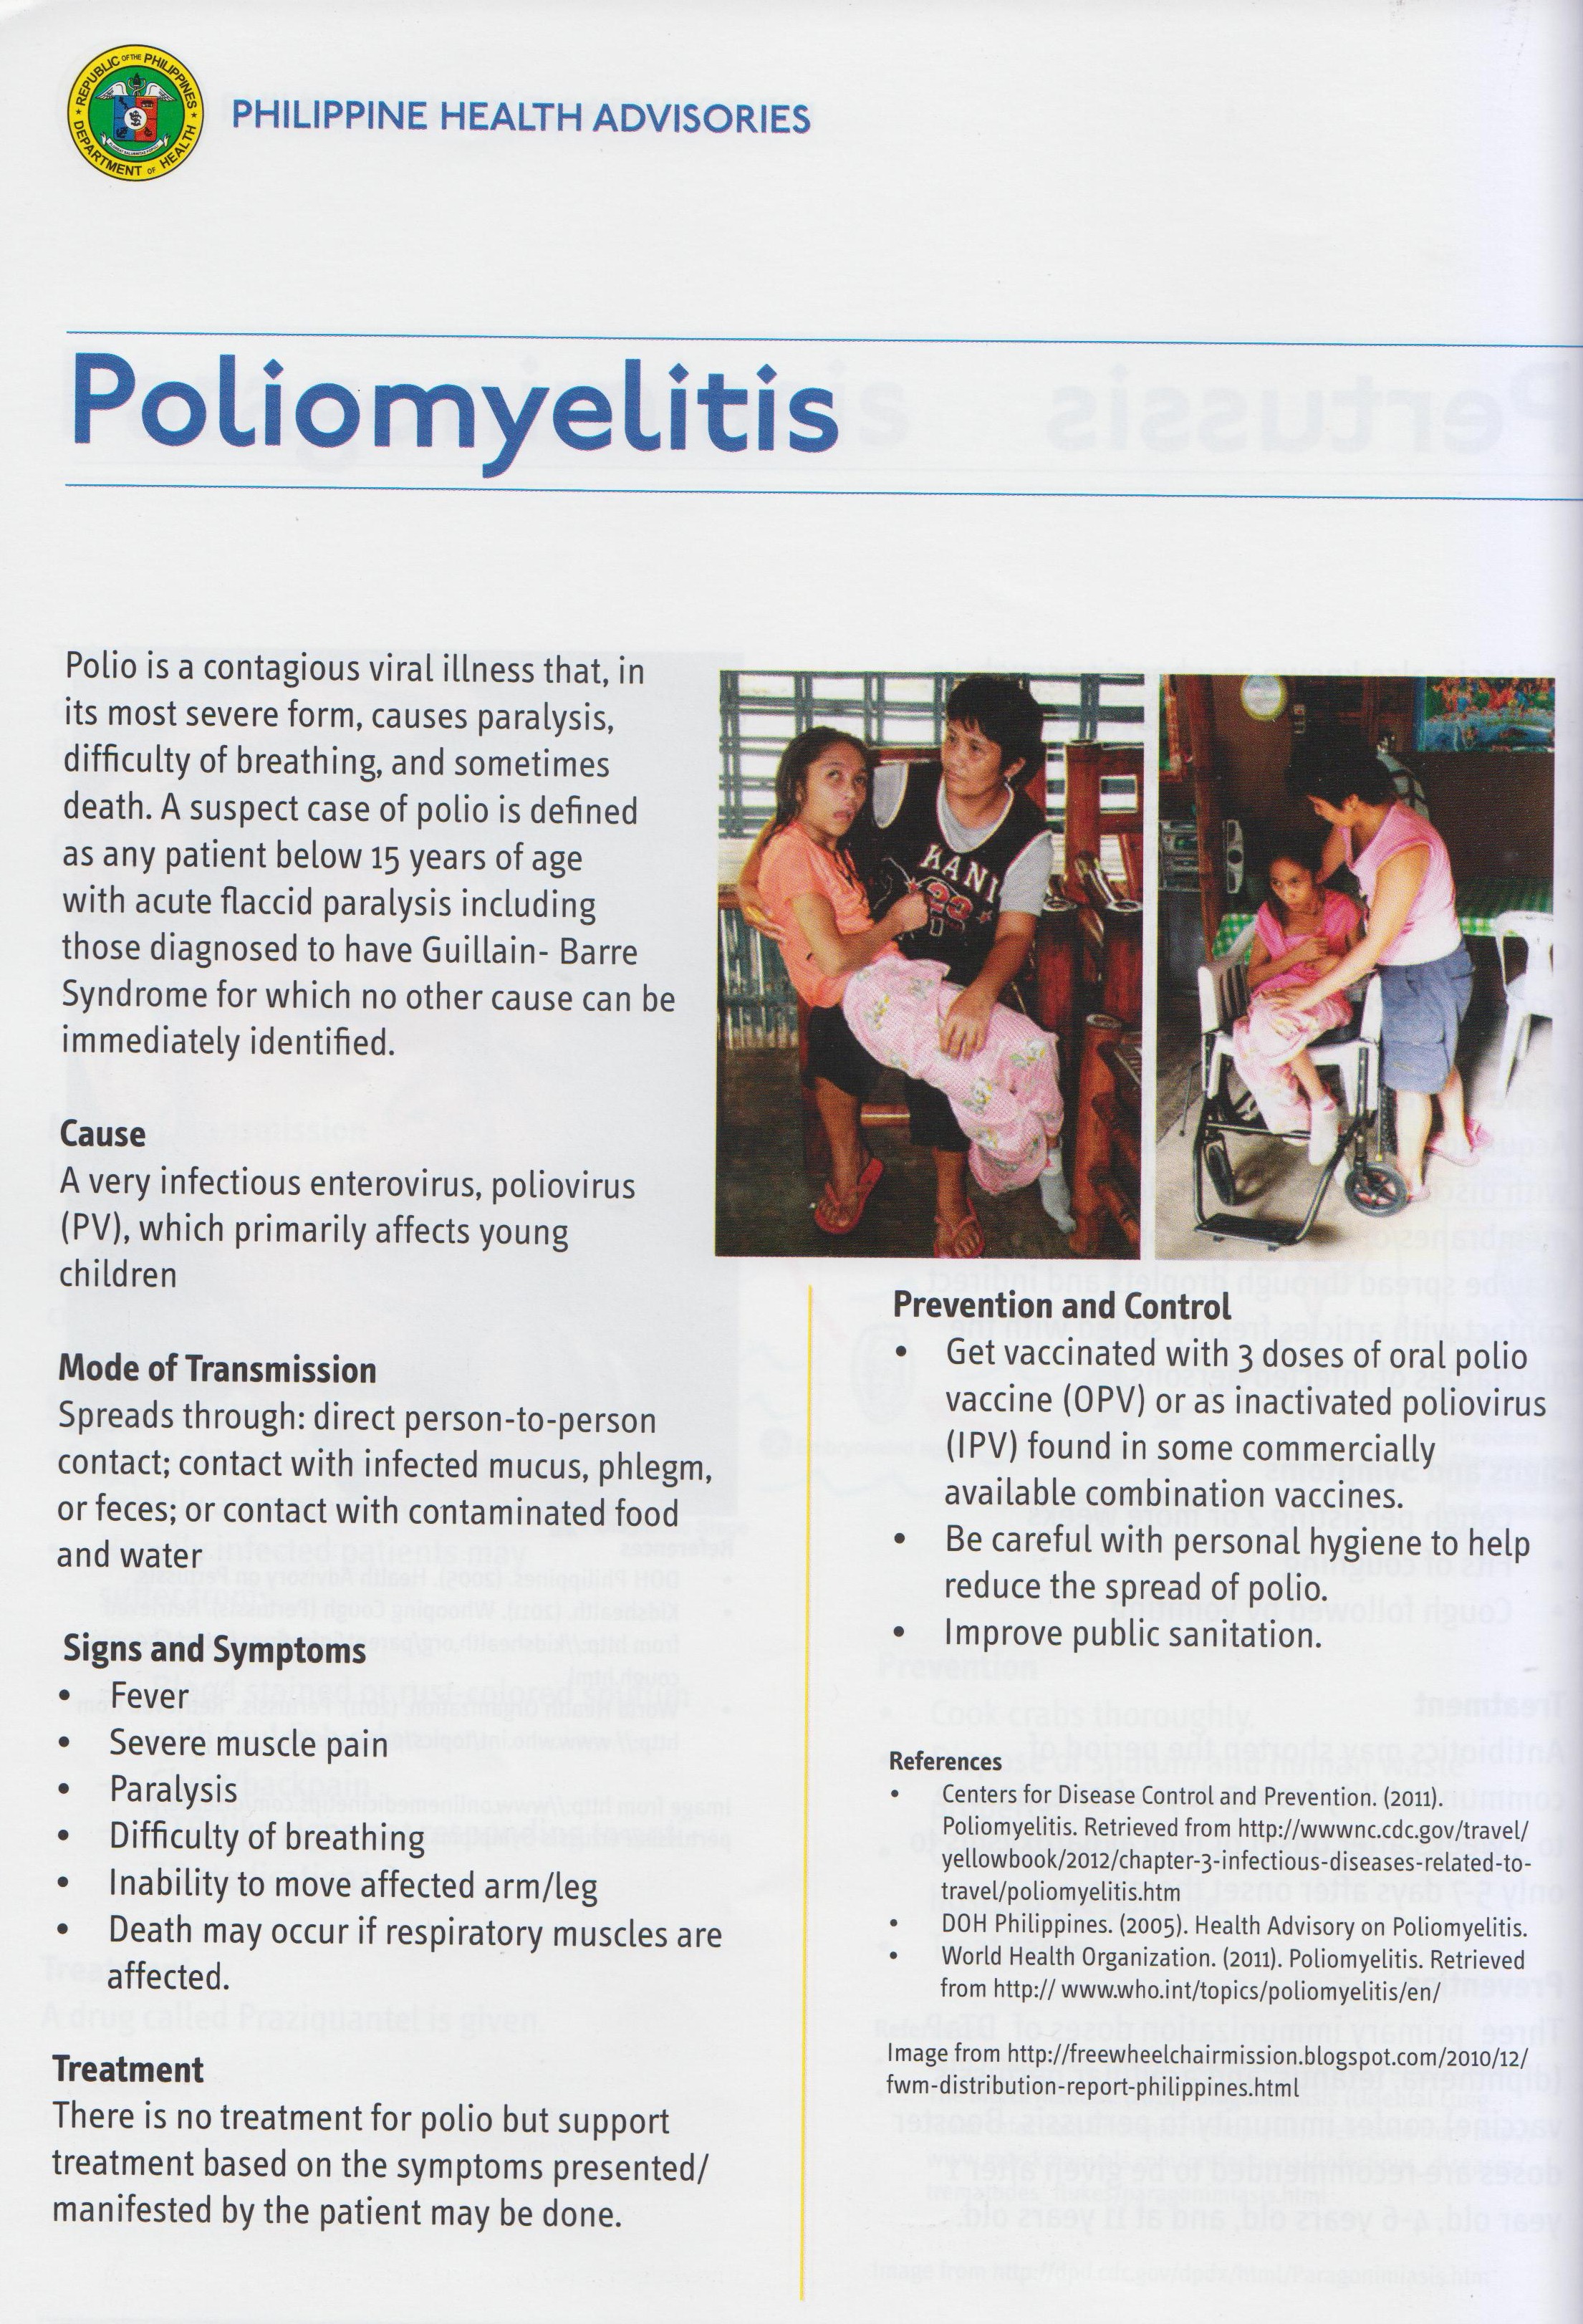 REPUBLIC OF THE PHILIPPINES
DEPARTMENT OF HEALTH
PHILIPPINE HEALTH ADVISORIES
Poliomyelitis
Polio is a contagious viral illness that, in
its most severe form, causes paralysis,
difficulty of breathing, and sometimes
death. A suspect case of polio is defined
as any patient below 15 years of age
with acute flaccid paralysis including
those diagnosed to have Guillain- Barre
Syndrome for which no other cause can be
immediately identified.
Cause
A very infectious enterovirus, poliovirus
(PV), which primarily affects young
children
Mode of Transmission
Spreads through: direct person-to-person
contact; contact with infected mucus, phlegm,
or feces; or contact with contaminated food
and water
Signs and Symptoms
• Fever
• Severe muscle pain
• Paralysis
• Difficulty of breathing
• Inability to move affected arm/leg
• Death may occur if respiratory muscles are
affected.
Treatment
There is no treatment for polio but support
treatment based on the symptoms presented/
manifested by the patient may be done.
KANI
23
Prevention and Control
• Get vaccinated with 3 doses of oral polio
vaccine (OPV) or as inactivated poliovirus
(IPV) found in some commercially
available combination vaccines.
• Be careful with personal hygiene to help
reduce the spread of polio.
• Improve public sanitation.
References
• Centers for Disease Control and Prevention. (2011).
Poliomyelitis. Retrieved from http://wwwnc.cdc.gov/travel/
yellowbook/2012/chapter-3-infectious-diseases-related-to-
travel/poliomyelitis.htm
• DOH Philippines. (2005). Health Advisory on Poliomyelitis.
• World Health Organization. (2011). Poliomyelitis. Retrieved
from http:// www.who.int/topics/poliomyelitis/en/
Image from http://freewheelchairmission.blogspot.com/2010/12/
fwm-distribution-report-philippines.html